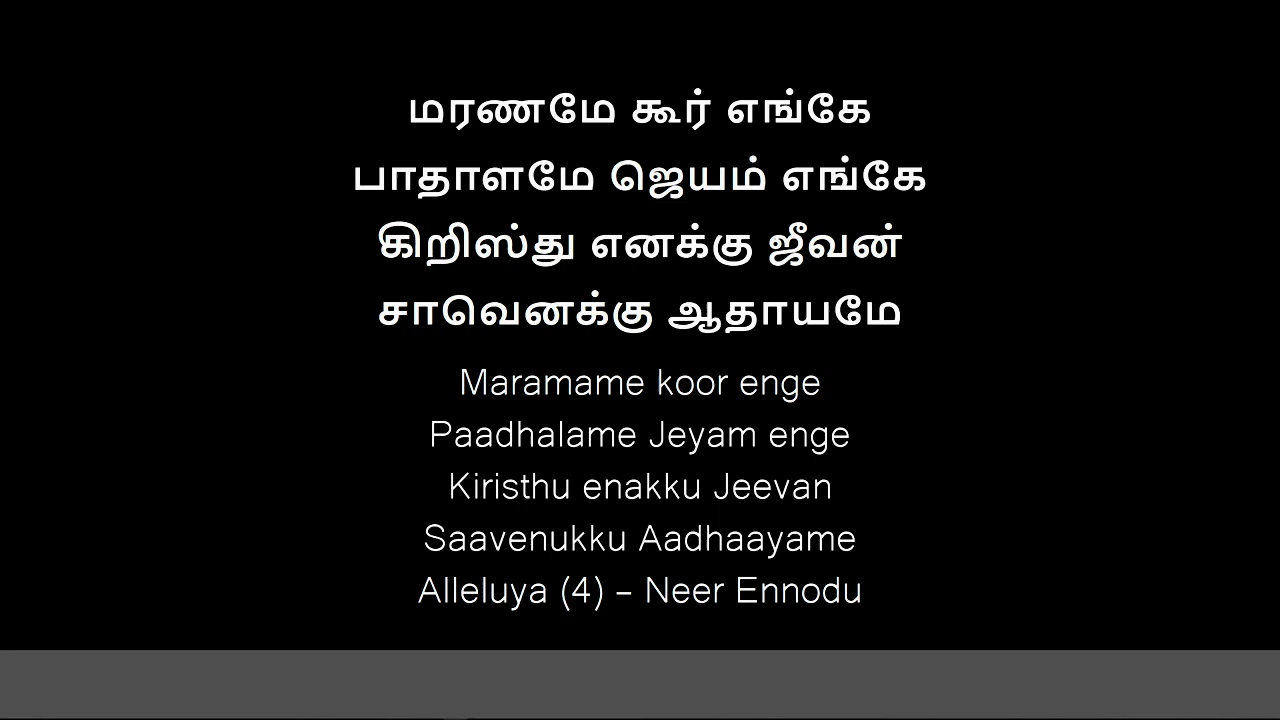 மரணமே கூர் எங்கே
பாதாளமே ஜெயம் எங்கே
கிறிஸ்து எனக்கு ஜீவன்
சாவெனக்கு ஆதாயமே
Maramame koor enge
Paadhalame Jeyam enge
Kiristhu enakku Jeevan
Saavenukku Aadhaayame
Alleluya (4) – Neer Ennodu